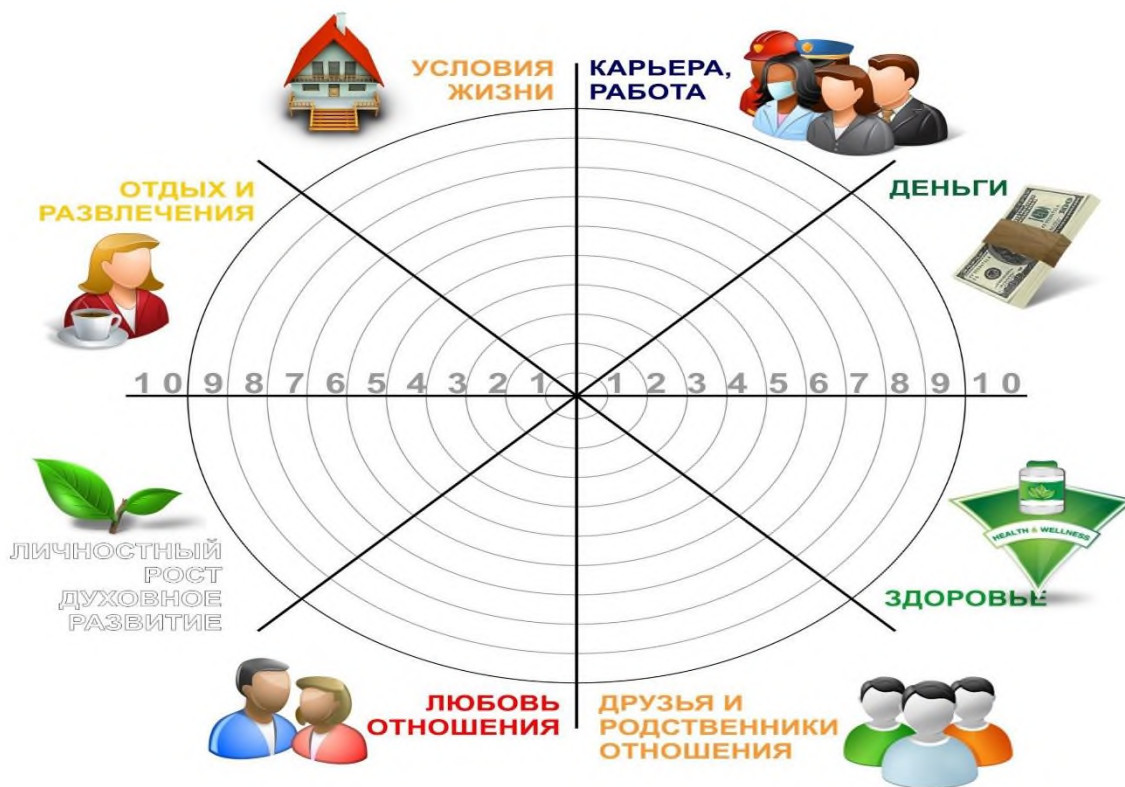 УСЛОВИЯ
ЖИЗНИ
КАРЬЕРА,
РАБОТА
ОТДЫХ И
РАЗВЛЕЧЕНИЯ
ДЕНЬГИ
10 9 8 7 6 5 4 3 2 1 1 2 3 4 5 6 7 8 9 10
ЛИЧНОСТНЫЙ
РОСТ
ДУХОВНОЕ
РАЗВИТИЕ
HEALTH & WELLNESS
ЗДОРОВЬЕ
ЛЮБОВЬ
ОТНОШЕНИЯ
ДРУЗЬЯ И
РОДСТВЕННИКИ
ОТНОШЕНИЯ